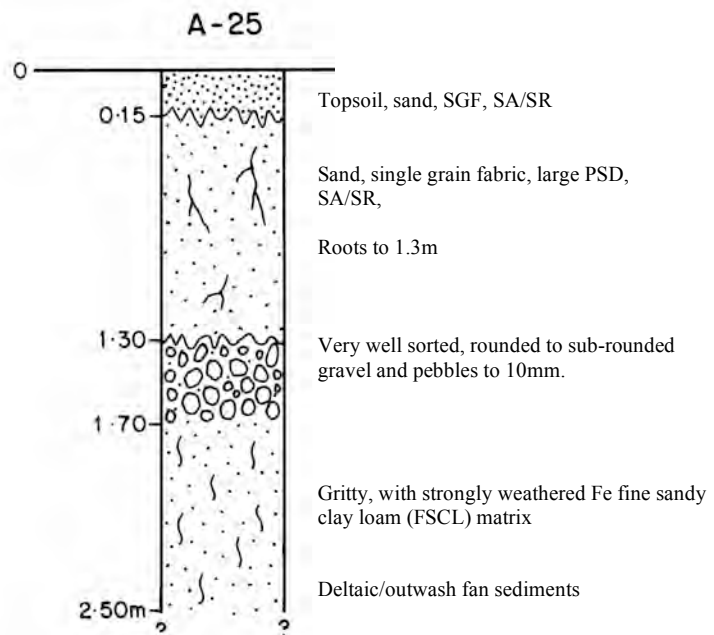 A-25
0
Topsoil, sand, SGF, SA/SR
0·15
Sand, single grain fabric, large PSD,
SA/SR,
Roots to 1.3m
1·30
Very well sorted, rounded to sub-rounded
gravel and pebbles to 10mm.
1·70
Gritty, with strongly weathered Fe fine sandy
clay loam (FSCL) matrix
Deltaic/outwash fan sediments
2·50m
? ?